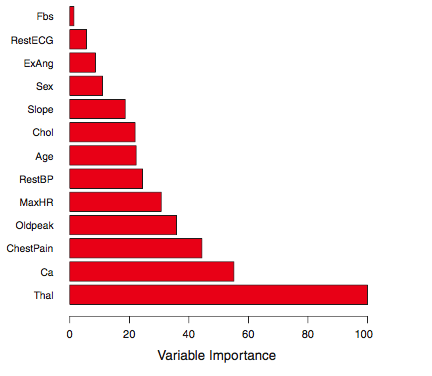 Fbs
RestECG
ExAng
Sex
Slope
Chol
Age
RestBP
MaxHR
Oldpeak
ChestPain
Ca
Thal
0 20 40 60 80 100
Variable Importance